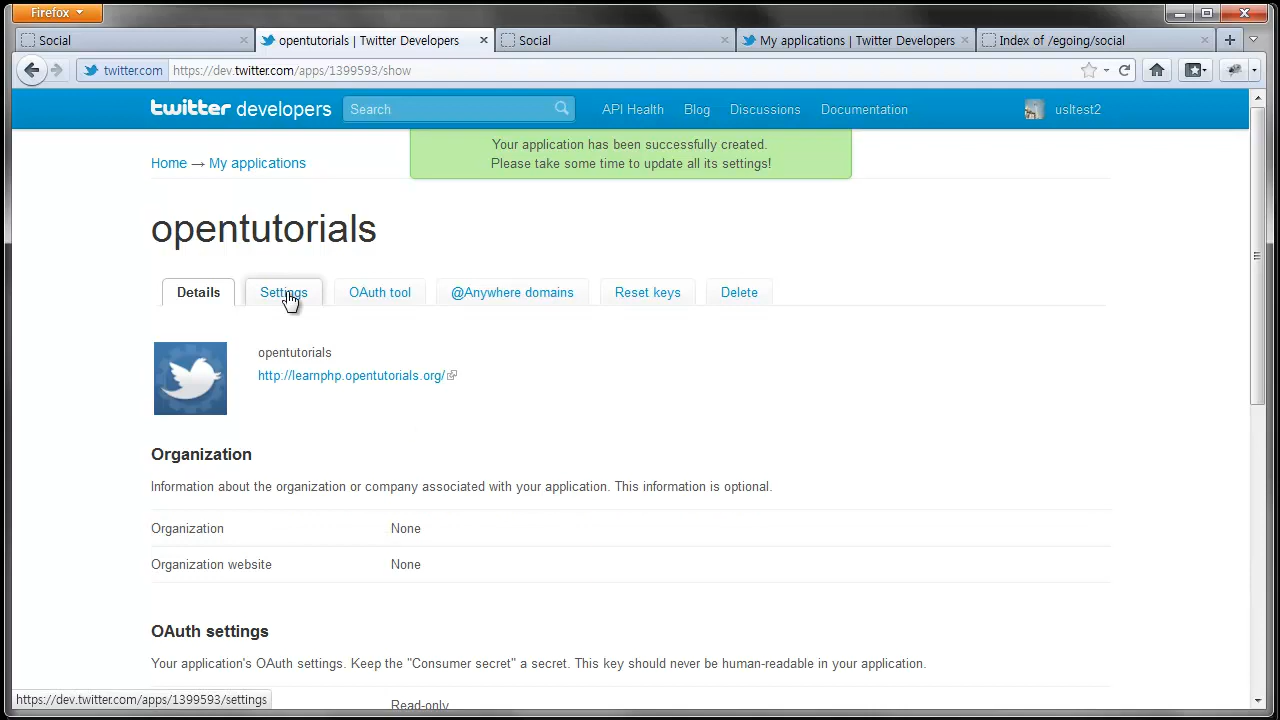 Firefox
Social
opentutorials | Twitter Developers
Social
My applications | Twitter Developers
Index of /egoing/social
twitter.com
https://dev.twitter.com/apps/1399593/show
twitter developers
Search
API Health
Blog
Discussions
Documentation
usltest2
Your application has been successfully created.
Please take some time to update all its settings!
Home → My applications
opentutorials
Details
Settings
OAuth tool
@Anywhere domains
Reset keys
Delete
opentutorials
http://learnphp.opentutorials.org/
Organization
Information about the organization or company associated with your application. This information is optional.
Organization None
Organization website None
OAuth settings
Your application's OAuth settings. Keep the "Consumer secret" a secret. This key should never be human-readable in your application.
Read-only
https://dev.twitter.com/apps/1399593/settings